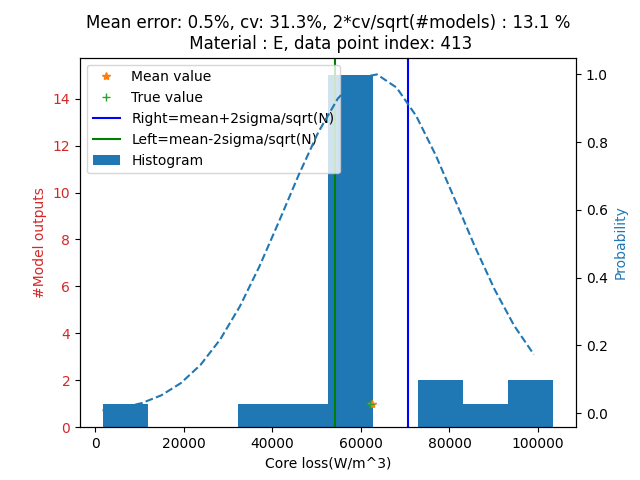 Mean error: 0.5%, cv: 31.3%, 2*cv/sqrt(#models) : 13.1 %
Material : E, data point index: 413
Mean value
True value
Right=mean+2sigma/sqrt(N)
Left=mean-2sigma/sqrt(N)
Histogram
#Model outputs
0
2
4
6
8
10
12
14
Probability
0.0
0.2
0.4
0.6
0.8
1.0
0 20000 40000 60000 80000 100000
Core loss(W/m^3)